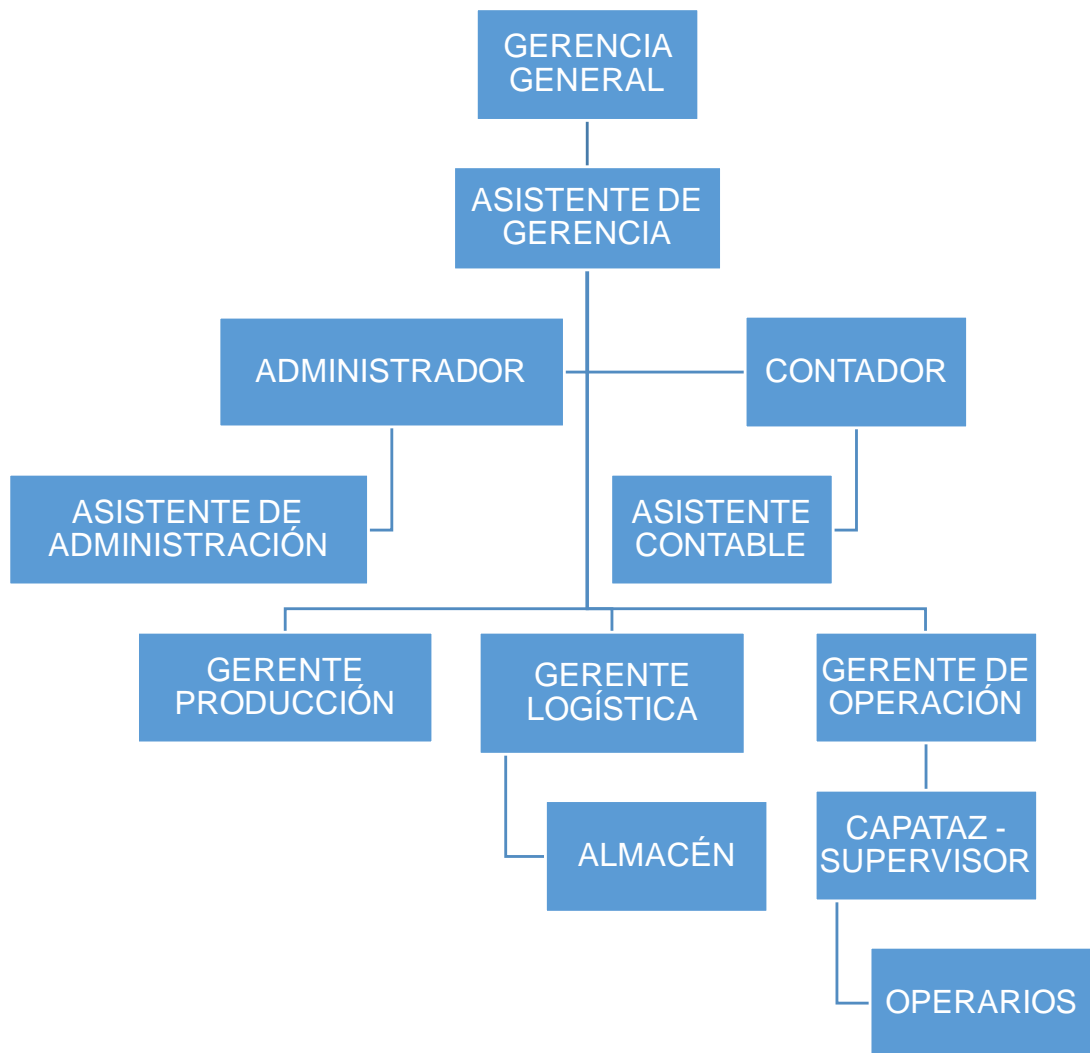 GERENCIA
GENERAL
ASISTENTE DE
GERENCIA
ADMINISTRADOR
CONTADOR
ASISTENTE DE
ADMINISTRACIÓN
ASISTENTE
CONTABLE
GERENTE
PRODUCCIÓN
GERENTE
LOGÍSTICA
GERENTE DE
OPERACIÓN
ALMACÉN
CAPATAZ -
SUPERVISOR
OPERARIOS